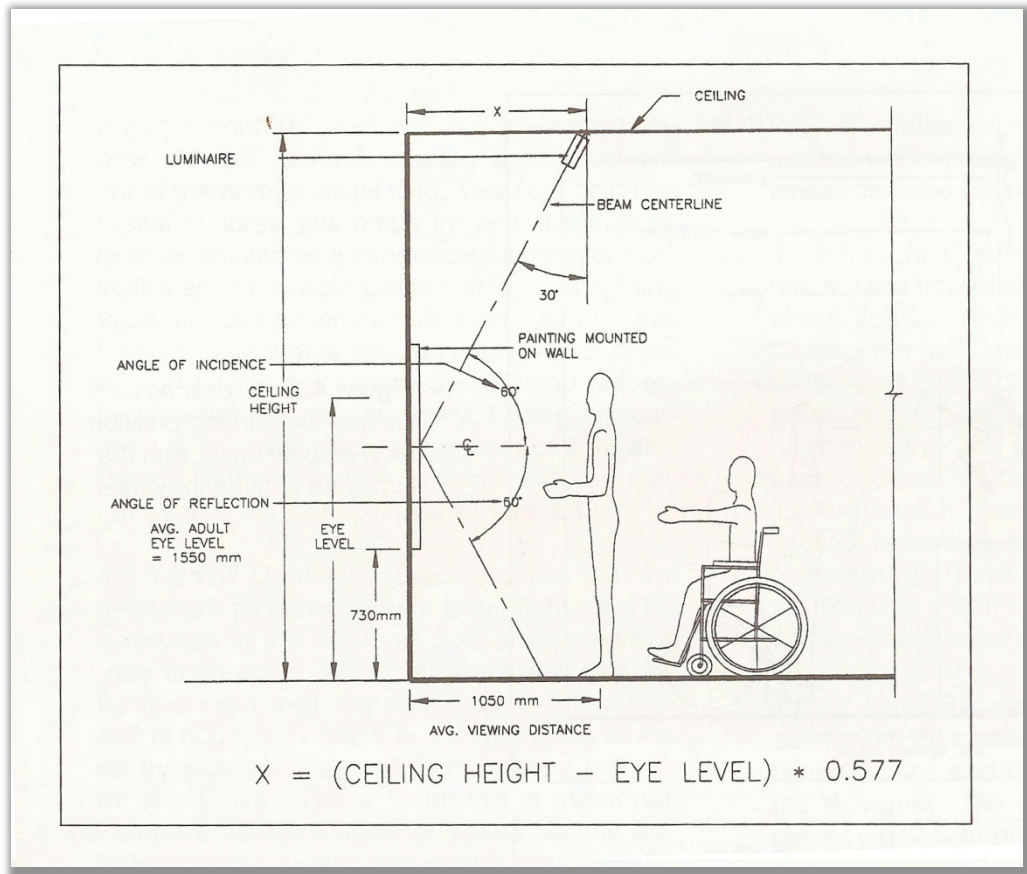 X
CEILING
LUMINAIRE
BEAM CENTERLINE
30°
PAINTING MOUNTED
ON WALL
ANGLE OF INCIDENCE
60°
CEILING
HEIGHT
℄
ANGLE OF REFLECTION
60°
AVG. ADULT
EYE LEVEL
= 1550 mm
EYE
LEVEL
730mm
1050 mm
AVG. VIEWING DISTANCE
X = (CEILING HEIGHT - EYE LEVEL) * 0.577